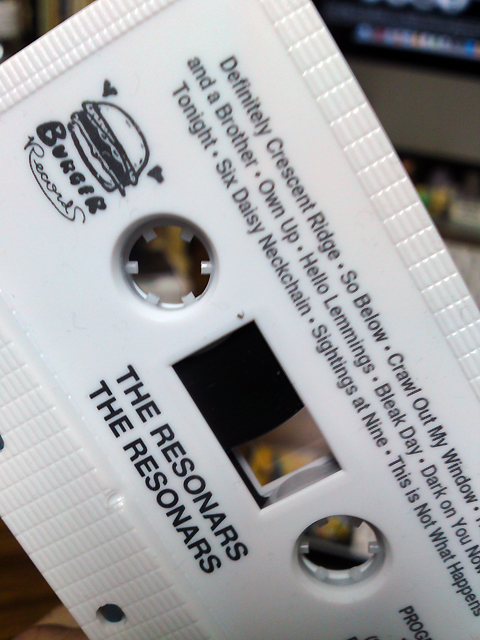 BURGER
Records
Definitely Crescent Ridge • So Below • Crawl Out My Window •
and a Brother • Own Up • Hello Lemmings • Bleak Day • Dark on You Now
Tonight • Six Daisy Neckchain • Sightings at Nine • This is Not What Happens
THE RESONARS
THE RESONARS
PROG